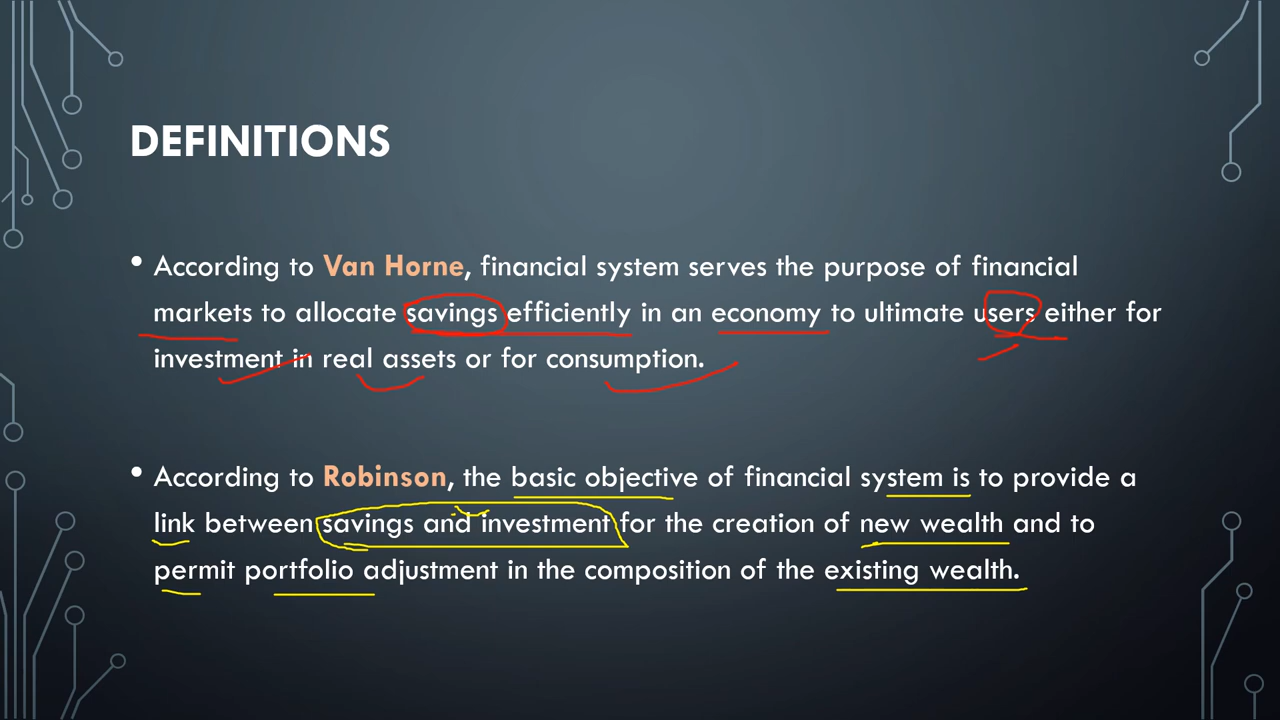 DEFINITIONS
• According to Van Horne, financial system serves the purpose of financial
markets to allocate savings efficiently in an economy to ultimate users either for
investment in real assets or for consumption.
• According to Robinson, the basic objective of financial system is to provide a
link between savings and investment for the creation of new wealth and to
permit portfolio adjustment in the composition of the existing wealth.